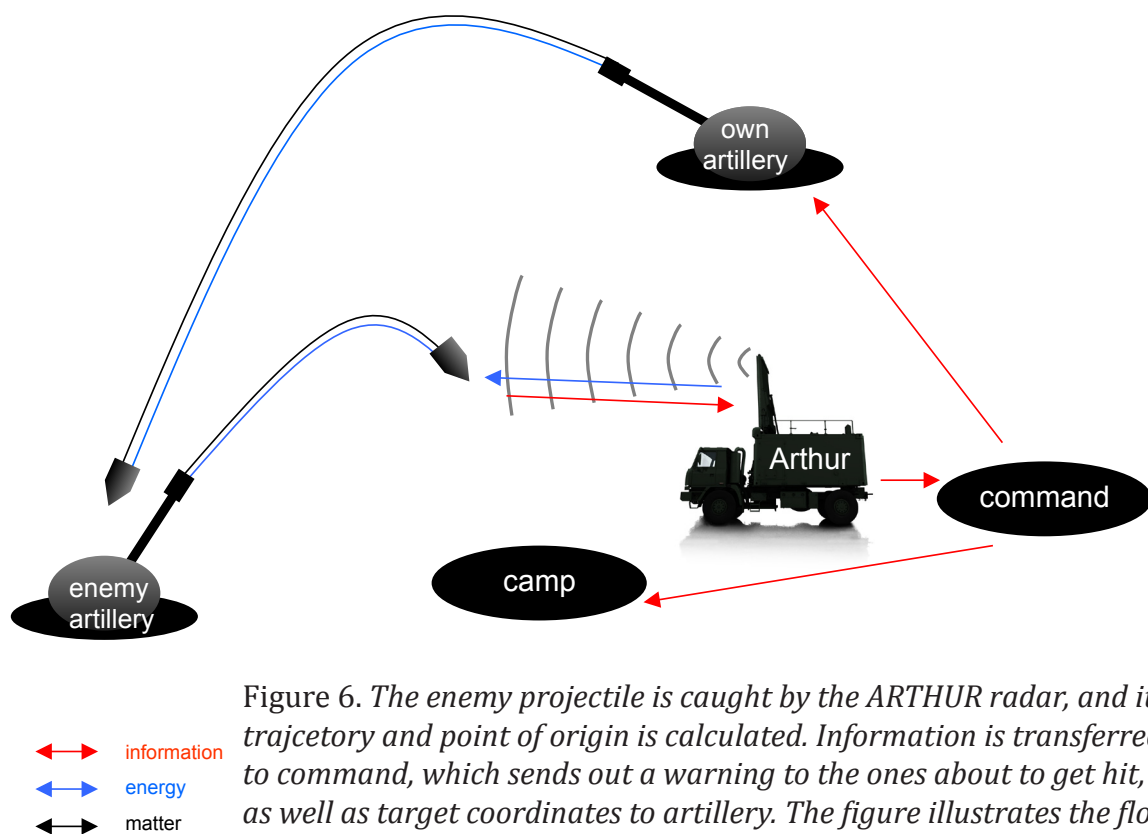 own
artillery
Arthur
command
camp
enemy
artillery
Figure 6. The enemy projectile is caught by the ARTHUR radar, and
trajcetory and point of origin is calculated. Information is transferre
to command, which sends out a warning to the ones about to get hit,
as well as target coordinates to artillery. The figure illustrates the flo
information
energy
matter